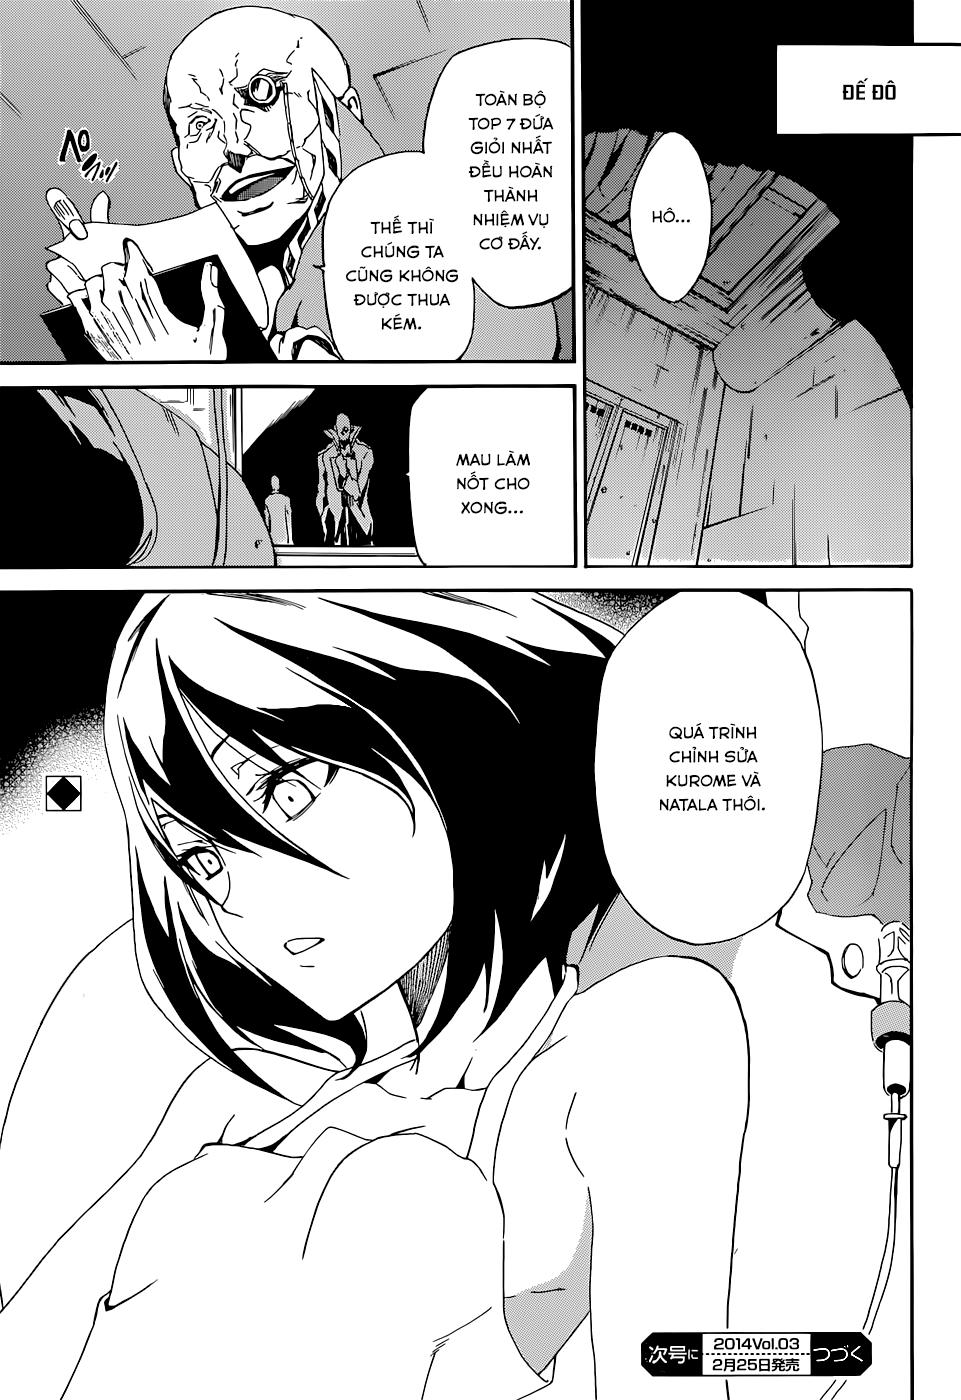 ĐẾ ĐÔ
HÔ...
TOÀN BỘ
TOP 7 ĐỨA
GIỎI NHẤT
ĐỀU HOÀN
THÀNH
NHIỆM VỤ
CƠ ĐẤY.
THẾ THÌ
CHÚNG TA
CŨNG KHÔNG
ĐƯỢC THUA
KÉM.
MAU LÀM
NỐT CHO
XONG...
QUÁ TRÌNH
CHỈNH SỬA
KUROME VÀ
NATALA THÔI.
次号に 2014Vol.03 つづく
2月25日発売